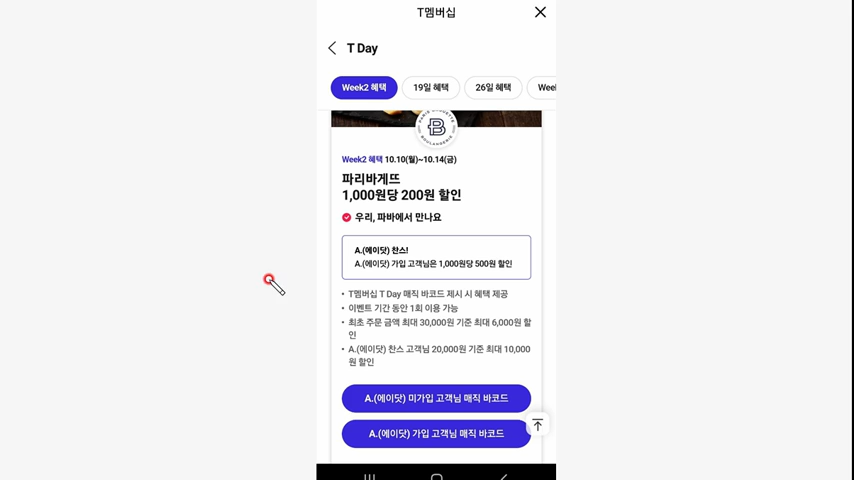 T멤버십
T Day
Week2 혜택
19일 혜택
26일 혜택
Week2 혜택 10.10(월)~10.14(금)
파리바게뜨
1,000원당 200원 할인
우리, 파바에서 만나요
A.(에이닷) 찬스!
A.(에이닷) 가입 고객님은 1,000원당 500원 할인
• T멤버십 T Day 매직 바코드 제시 시 혜택 제공
• 이벤트 기간 동안 1회 이용 가능
• 최초 주문 금액 최대 30,000원 기준 최대 6,000원 할
인
• A.(에이닷) 찬스 고객님 20,000원 기준 최대 10,000
원 할인
A.(에이닷) 미가입 고객님 매직 바코드
A.(에이닷) 가입 고객님 매직 바코드